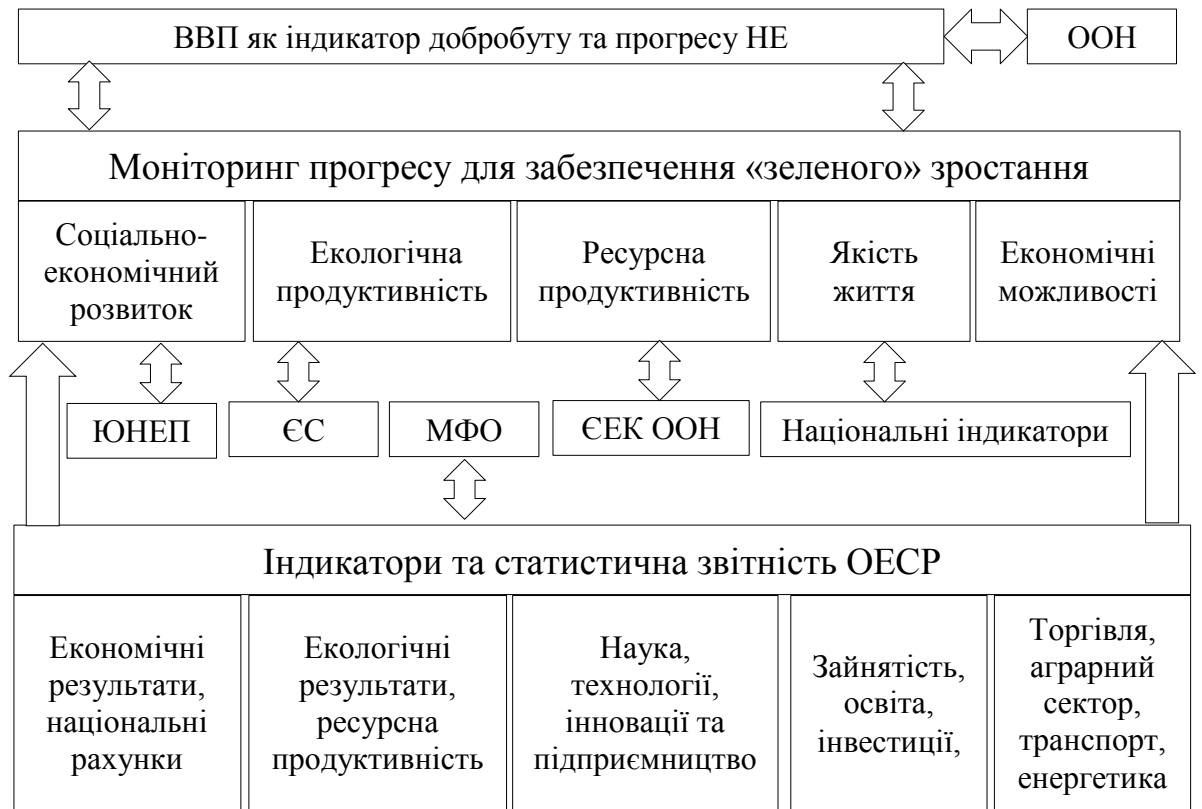 ВВП як індикатор добробуту та прогресу НЕ
ООН
Моніторинг прогресу для забезпечення «зеленого» зростання
Соціально-
економічний
розвиток
Екологічна
продуктивність
Ресурсна
продуктивність
Якість
життя
Економічні
можливості
ЮНЕП
ЄС
МФО
ЄЕК ООН
Національні індикатори
Індикатори та статистична звітність ОЕСР
Економічні
результати,
національні
рахунки
Екологічні
результати,
ресурсна
продуктивність
Наука,
технології,
інновації та
підприємництво
Зайнятість,
освіта,
інвестиції,
Торгівля,
аграрний
сектор,
транспорт,
енергетика